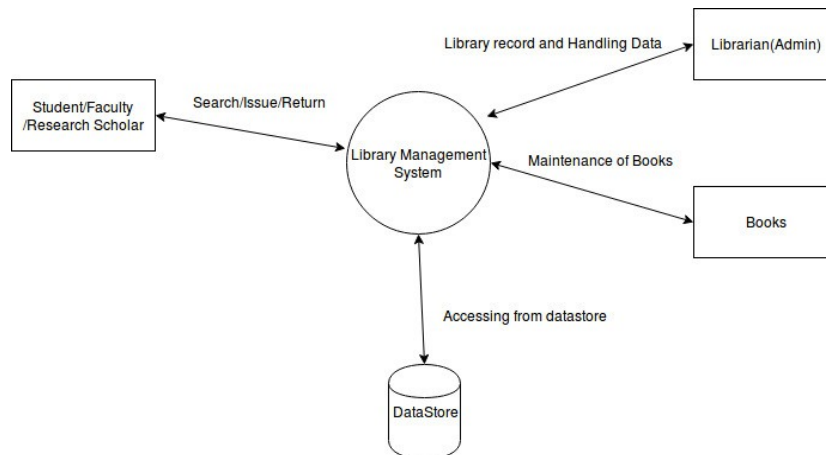 Library record and Handling Data
Librarian(Admin)
Student/Faculty
/Research Scholar
Search/Issue/Return
Library Management
System
Maintenance of Books
Books
Accessing from datastore
DataStore